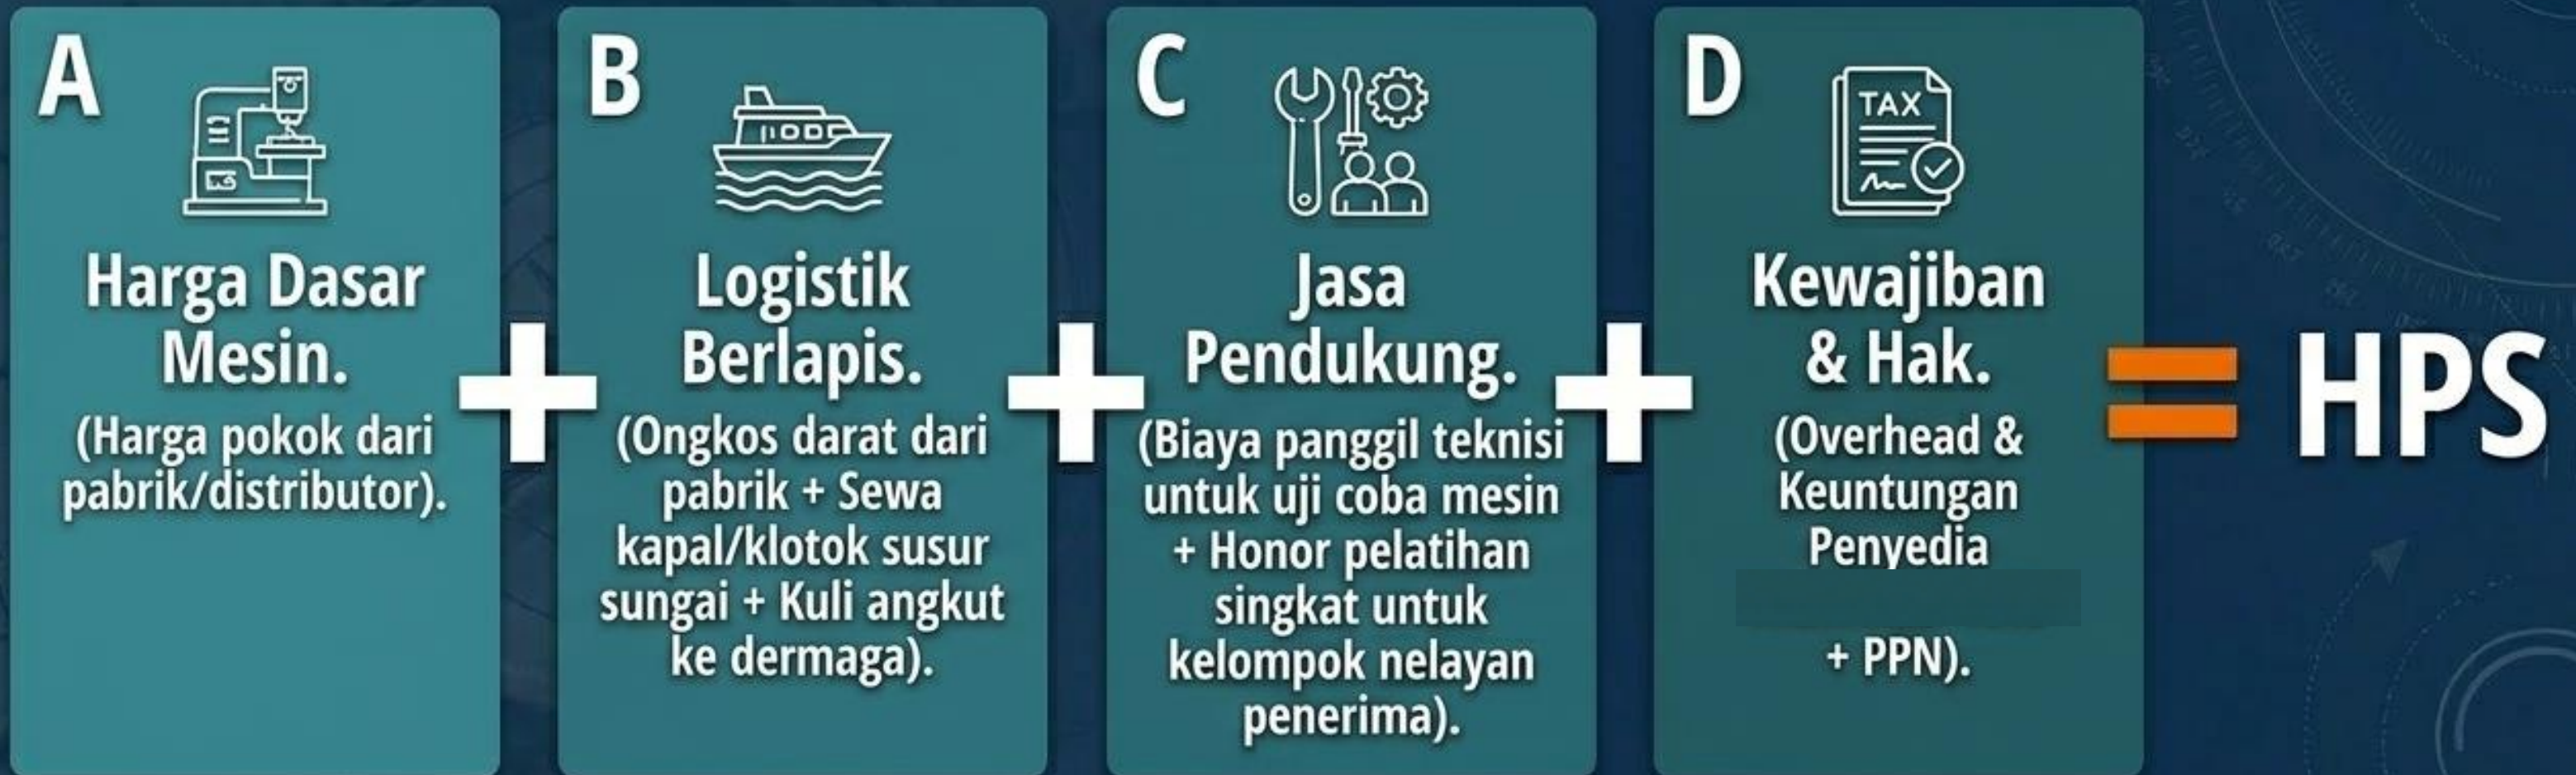 A
Harga Dasar
Mesin.
(Harga pokok dari
pabrik/distributor).
+
B
Logistik
Berlapis.
(Ongkos darat dari
pabrik + Sewa
kapal/klotok susur
sungai + Kuli angkut
ke dermaga).
+
C
Jasa
Pendukung.
(Biaya panggil teknisi
untuk uji coba mesin
+ Honor pelatihan
singkat untuk
kelompok nelayan
penerima).
+
D
TAX
Kewajiban
& Hak.
(Overhead &
Keuntungan
Penyedia
+ PPN).
= HPS